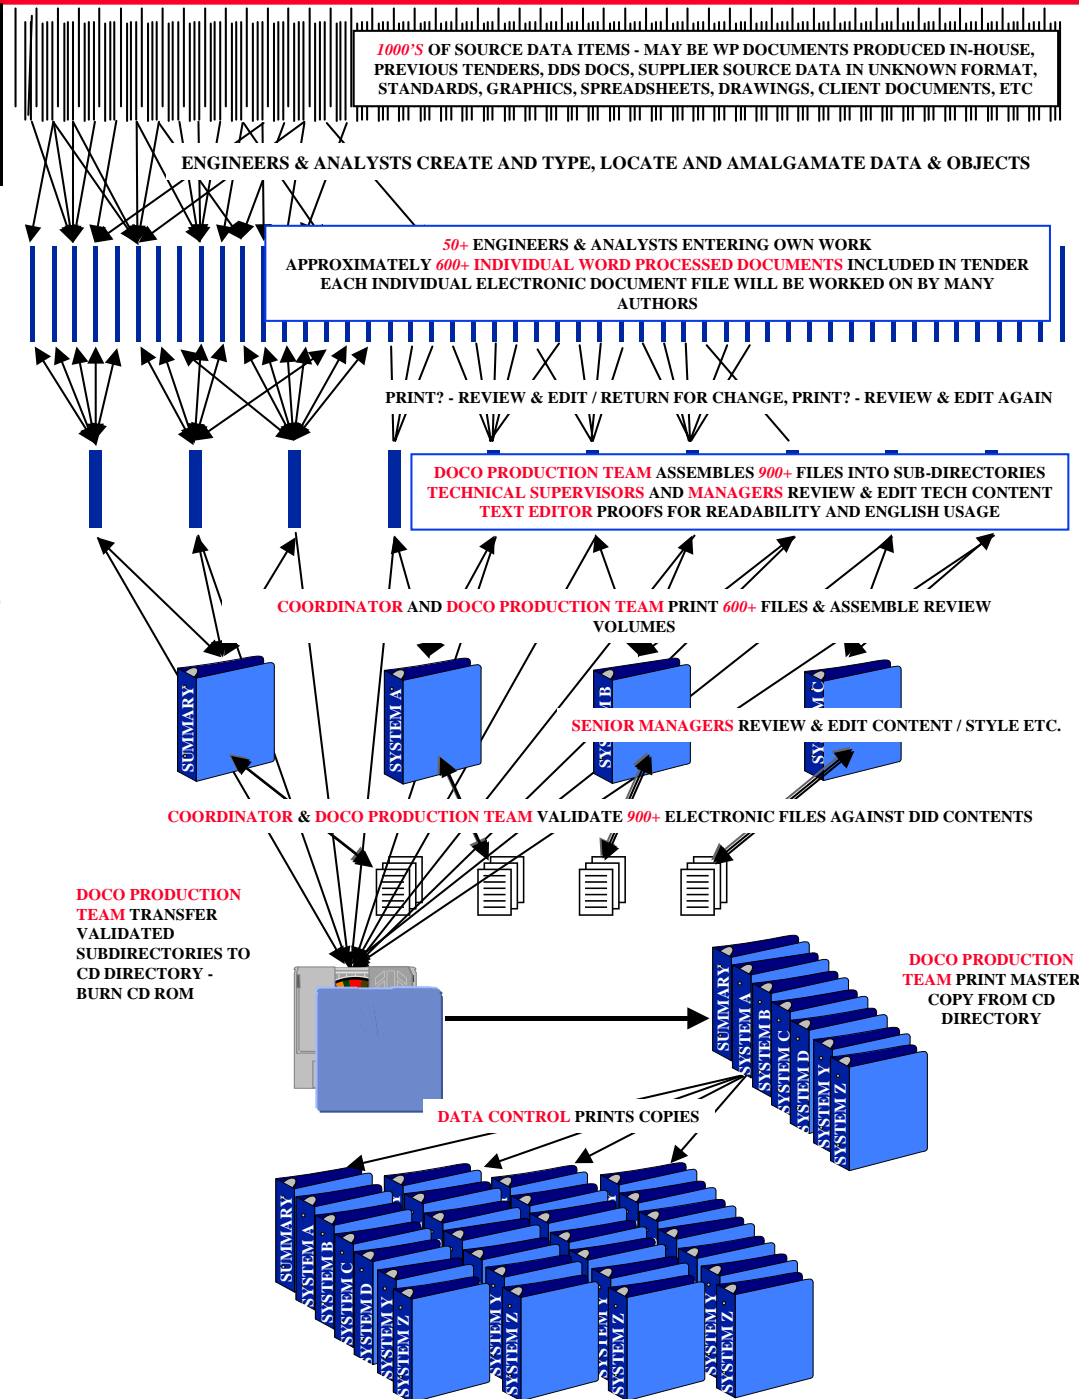 1000'S OF SOURCE DATA ITEMS - MAY BE WP DOCUMENTS PRODUCED IN-HOUSE,
PREVIOUS TENDERS, DDS DOCS, SUPPLIER SOURCE DATA IN UNKNOWN FORMAT,
STANDARDS, GRAPHICS, SPREADSHEETS, DRAWINGS, CLIENT DOCUMENTS, ETC
ENGINEERS & ANALYSTS CREATE AND TYPE, LOCATE AND AMALGAMATE DATA & OBJECTS
50+ ENGINEERS & ANALYSTS ENTERING OWN WORK
APPROXIMATELY 600+ INDIVIDUAL WORD PROCESSED DOCUMENTS INCLUDED IN TENDER
EACH INDIVIDUAL ELECTRONIC DOCUMENT FILE WILL BE WORKED ON BY MANY
AUTHORS
PRINT? - REVIEW & EDIT / RETURN FOR CHANGE, PRINT? - REVIEW & EDIT AGAIN
DOCO PRODUCTION TEAM ASSEMBLES 900+ FILES INTO SUB-DIRECTORIES
TECHNICAL SUPERVISORS AND MANAGERS REVIEW & EDIT TECH CONTENT
TEXT EDITOR PROOFS FOR READABILITY AND ENGLISH USAGE
COORDINATOR AND DOCO PRODUCTION TEAM PRINT 600+ FILES & ASSEMBLE REVIEW
VOLUMES
SUMMARY
SYSTEM A
SENIOR MANAGERS REVIEW & EDIT CONTENT / STYLE ETC.
COORDINATOR & DOCO PRODUCTION TEAM VALIDATE 900+ ELECTRONIC FILES AGAINST DID CONTENTS
DOCO PRODUCTION
TEAM TRANSFER
VALIDATED
SUBDIRECTORIES TO
CD DIRECTORY -
BURN CD ROM
SUMMARY
SYSTEM A
SYSTEM B
SYSTEM C
SYSTEM D
SYSTEM Y
SYSTEM Z
DOCO PRODUCTION
TEAM PRINT MASTER
COPY FROM CD
DIRECTORY
DATA CONTROL PRINTS COPIES
SUMMARY
SYSTEM A
SYSTEM B
SYSTEM C
SYSTEM D
SYSTEM Y
SYSTEM Z
SYSTEM Y
SYSTEM Z
SYSTEM Y
SYSTEM Z
SYSTEM Y
SYSTEM Z